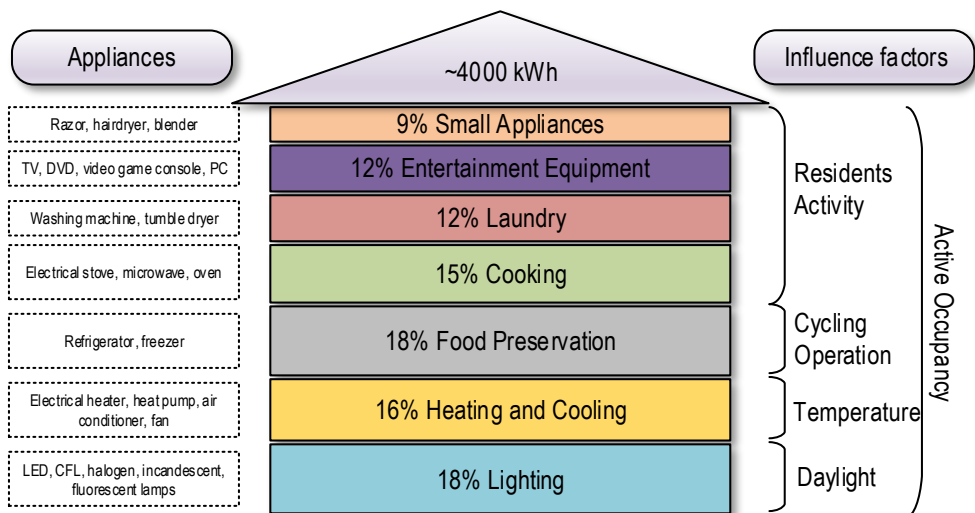 Appliances
~4000 kWh
Influence factors
Razor, hairdryer, blender
9% Small Appliances
TV, DVD, video game console, PC
12% Entertainment Equipment
Residents
Activity
Washing machine, tumble dryer
12% Laundry
Electrical stove, microwave, oven
15% Cooking
Refrigerator, freezer
18% Food Preservation
Cycling
Operation
Electrical heater, heat pump, air
conditioner, fan
16% Heating and Cooling
Temperature
LED, CFL, halogen, incandescent,
fluorescent lamps
18% Lighting
Daylight
Active Occupancy